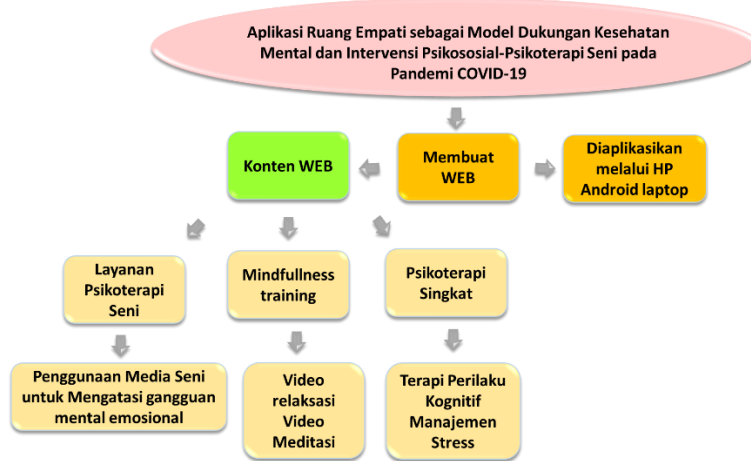 Aplikasi Ruang Empati sebagai Model Dukungan Kesehatan
Mental dan Intervensi Psikososial-Psikoterapi Seni pada
Pandemi COVID-19
Konten WEB
Membuat
WEB
Diaplikasikan
melalui HP
Android laptop
Layanan
Psikoterapi
Seni
Mindfullness
training
Psikoterapi
Singkat
Penggunaan Media Seni
untuk Mengatasi gangguan
mental emosional
Video
relaksasi
Video
Meditasi
Terapi Perilaku
Kognitif
Manajemen
Stress